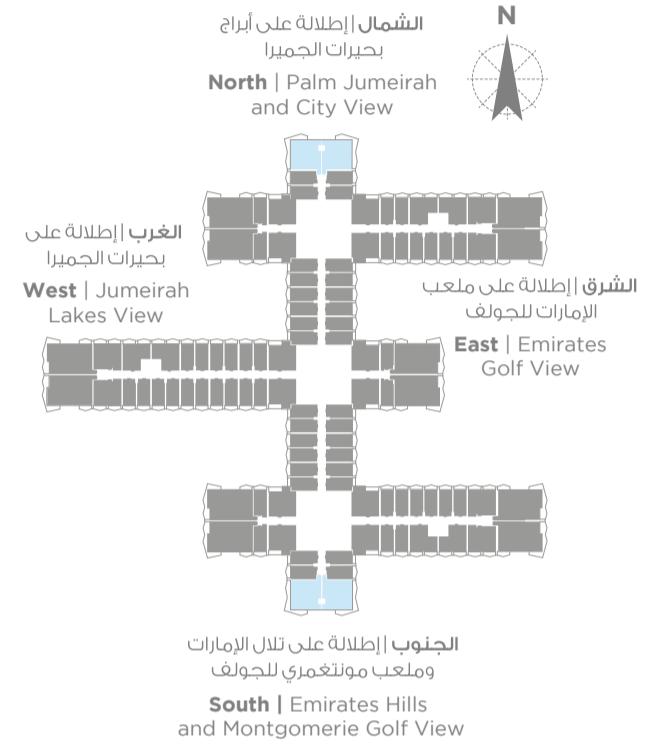 الشمال | إطلالة على أبراج
بحيرات الجميرا
North | Palm Jumeirah
and City View
N
الغرب | إطلالة على
بحيرات الجميرا
West | Jumeirah
Lakes View
الشرق | إطلالة على ملعب
الإمارات للجولف
East | Emirates
Golf View
الجنوب | إطلالة على تلال الإمارات
وملعب مونتغمري للجولف
South | Emirates Hills
and Montgomerie Golf View